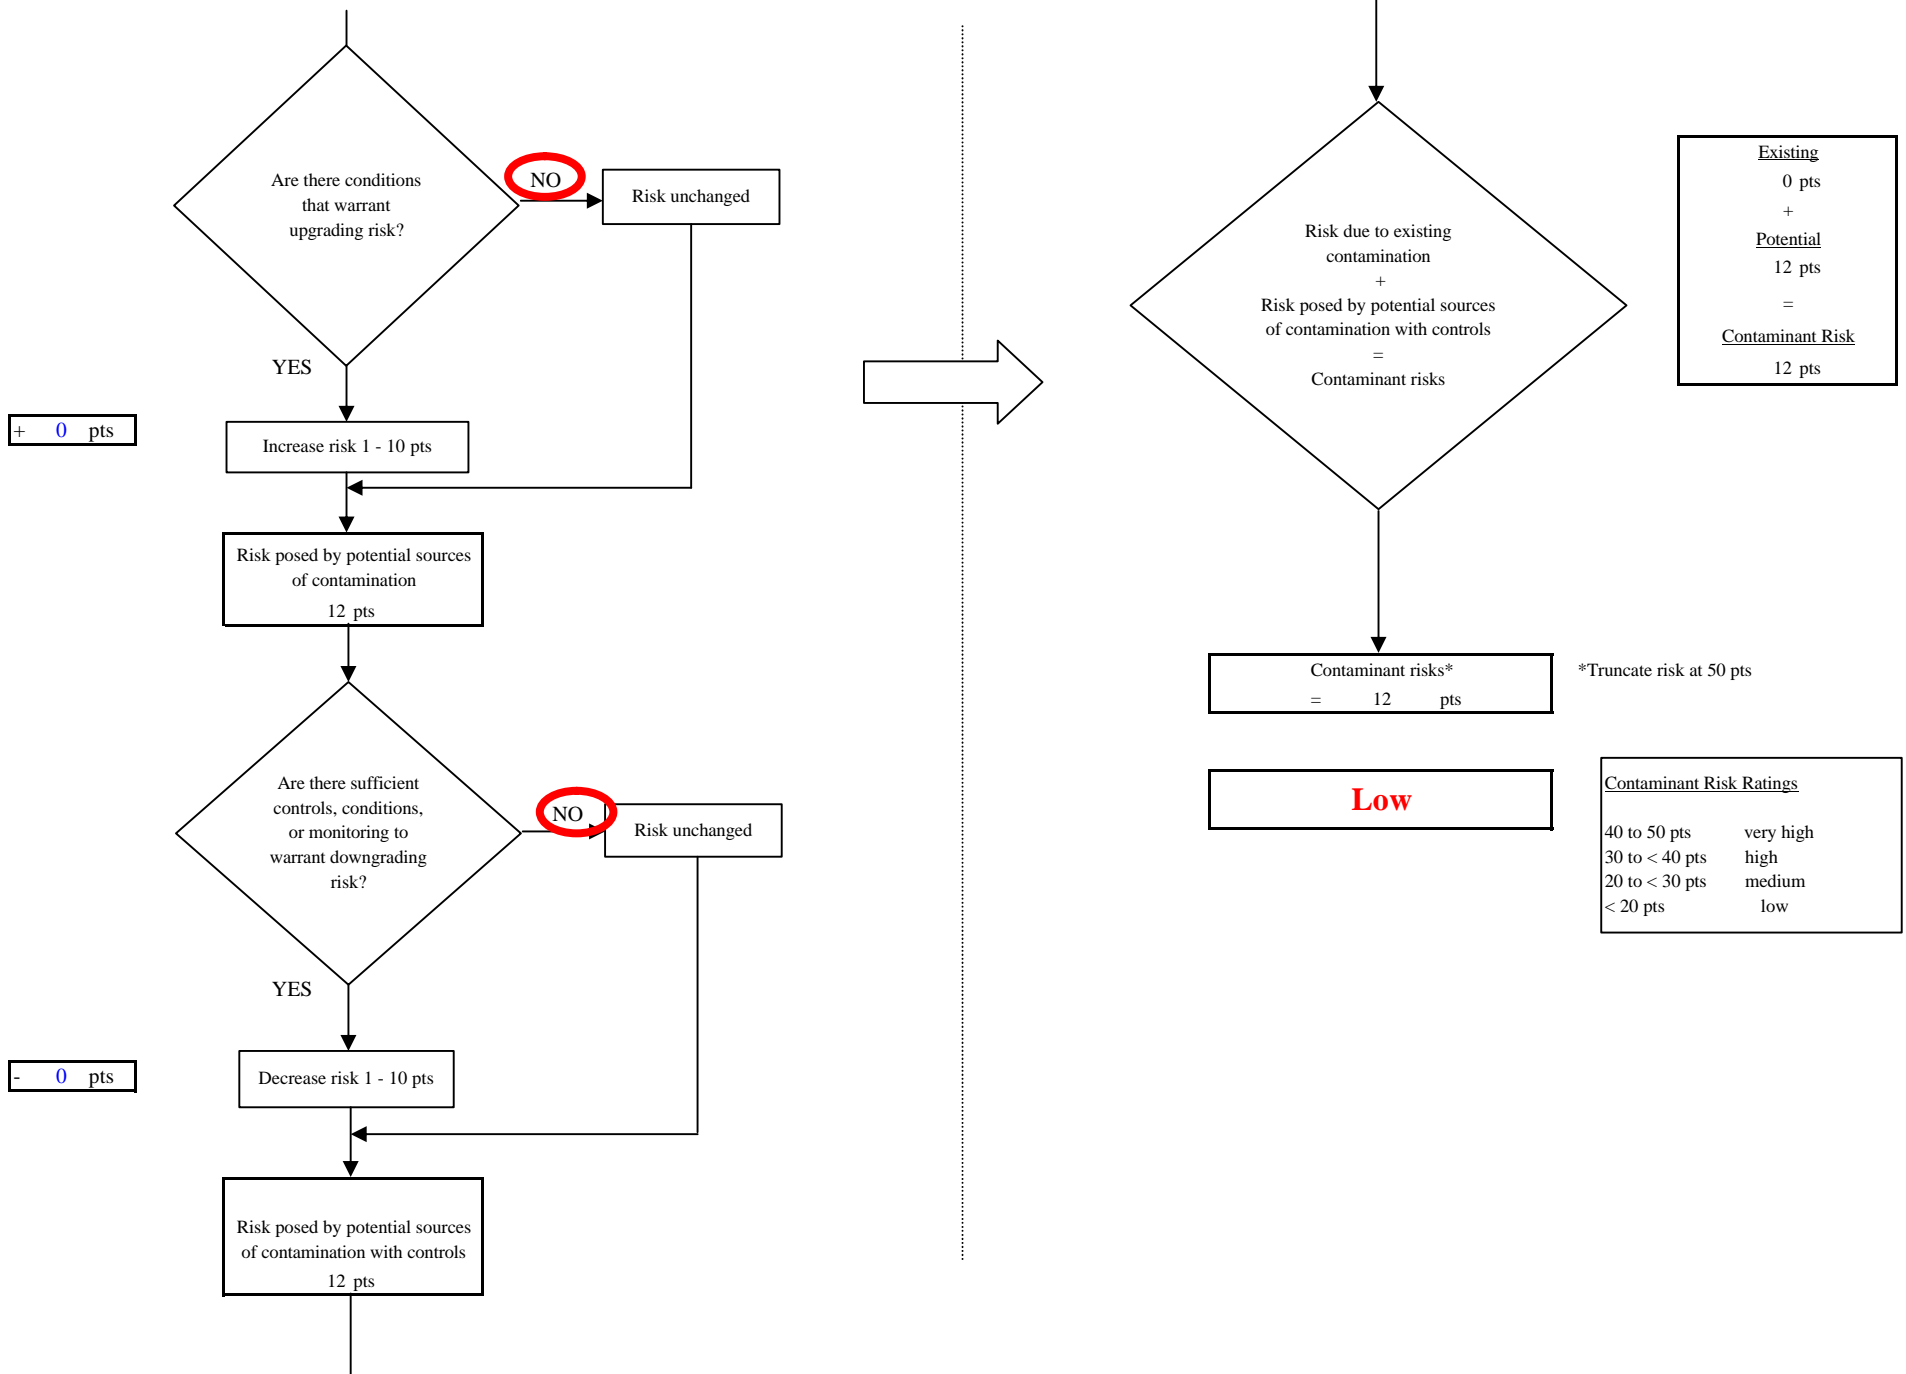 Are there conditions
that warrant
upgrading risk?
NO
Risk unchanged
YES
+ 0 pts
Increase risk 1 - 10 pts
Risk posed by potential sources
of contamination
12 pts
Are there sufficient
controls, conditions,
or monitoring to
warrant downgrading
risk?
NO
Risk unchanged
YES
- 0 pts
Decrease risk 1 - 10 pts
Risk posed by potential sources
of contamination with controls
12 pts
Risk due to existing
contamination
+
Risk posed by potential sources
of contamination with controls
=
Contaminant risks
Existing
0 pts
+
Potential
12 pts
=
Contaminant Risk
12 pts
Contaminant risks*
= 12 pts
*Truncate risk at 50 pts
Low
Contaminant Risk Ratings
40 to 50 pts very high
30 to < 40 pts high
20 to < 30 pts medium
< 20 pts low